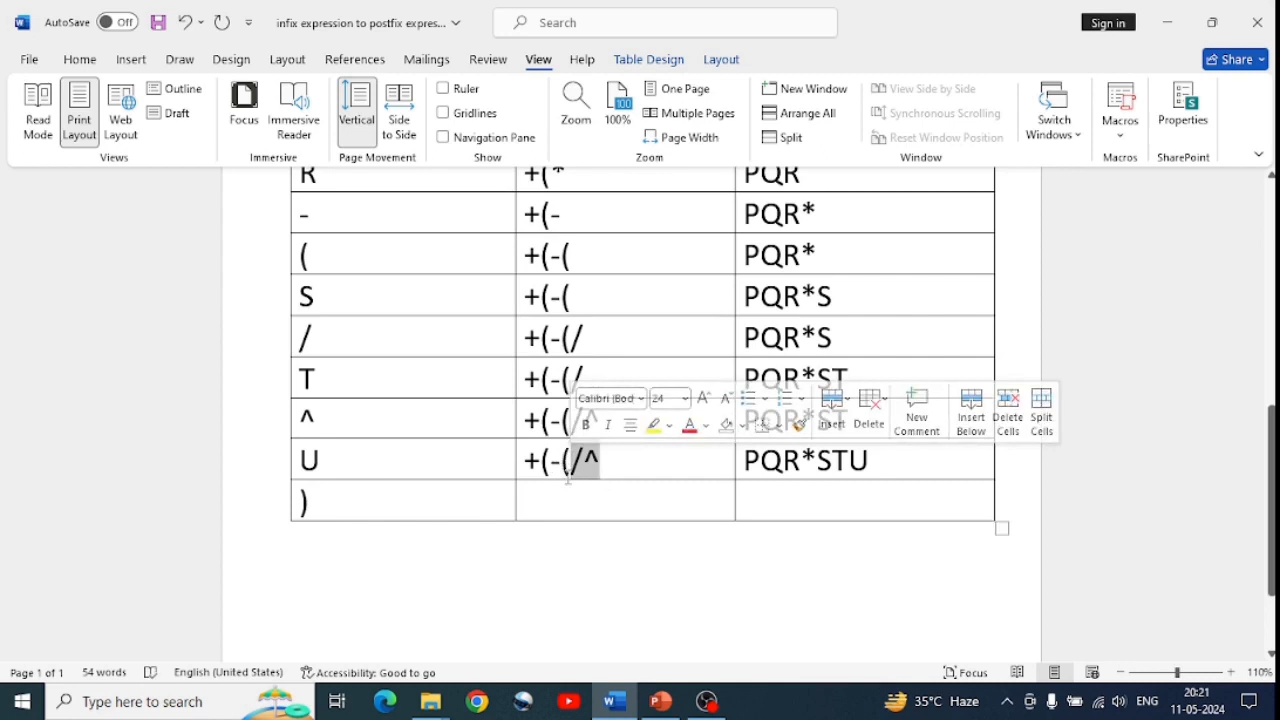 AutoSave Off infix expression to postfix expres... Search Sign in
File Home Insert Draw Design Layout References Mailings Review View Help Table Design Layout Share
Read Mode Print Layout Web Layout Outline Draft Views
Focus Immersive Reader Immersive
Vertical Side to Side Page Movement
Ruler Gridlines Navigation Pane Show
Zoom 100% One Page Multiple Pages Page Width Zoom
New Window Arrange All Split View Side by Side Synchronous Scrolling Reset Window Position Switch Windows Window
Macros Macros
Properties SharePoint
R +(* PQR
- +(- PQR*
( +(-( PQR*
S +(-( PQR*S
/ +(-(/ PQR*S
T +(-(/ PQR*ST
Calibri (Bod 24 Insert Delete New Comment Insert Below Delete Cells Split Cells
^ +(-(/^ PQR*ST
U +(-(/^ PQR*STU
)
Page 1 of 1 54 words English (United States) Accessibility: Good to go Focus 110%
Type here to search 35°C Haze ENG 20:21 11-05-2024